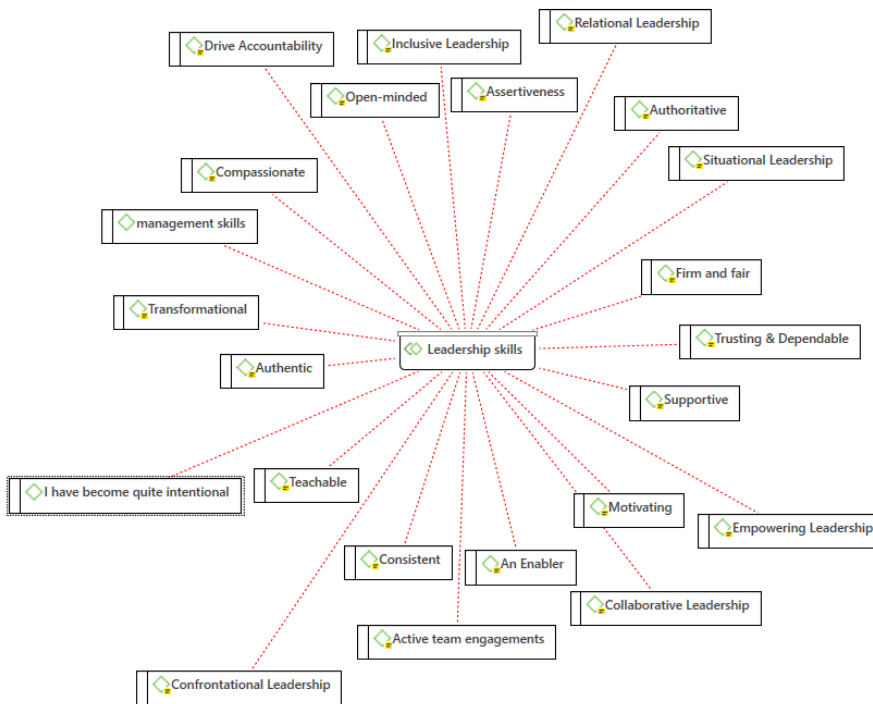 Relational Leadership
Drive Accountability
Inclusive Leadership
Open-minded
Assertiveness
Authoritative
Situational Leadership
Compassionate
management skills
Firm and fair
Transformational
Trusting & Dependable
Leadership skills
Authentic
Supportive
I have become quite intentional
Teachable
Motivating
Empowering Leadership
Consistent
An Enabler
Collaborative Leadership
Active team engagements
Confrontational Leadership